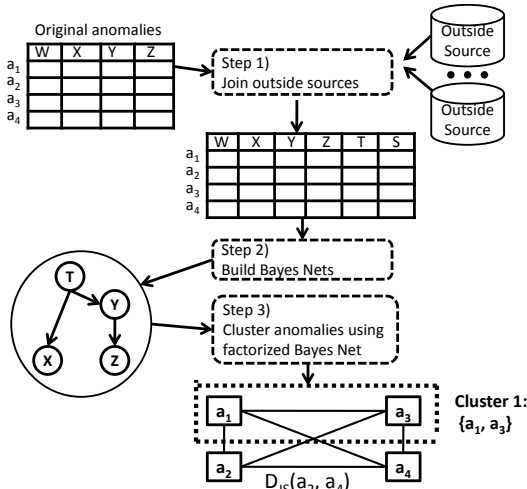 Original anomalies
W X Y Z
a1
a2
a3
a4
Step 1)
Join outside sources
Outside
Source
Outside
Source
W X Y Z T S
a1
a2
a3
a4
Step 2)
Build Bayes Nets
T
Y
X
Z
Step 3)
Cluster anomalies using
factorized Bayes Net
a1
a3
Cluster 1:
{a1, a3}
a2
a4
DJS(a2, a4)